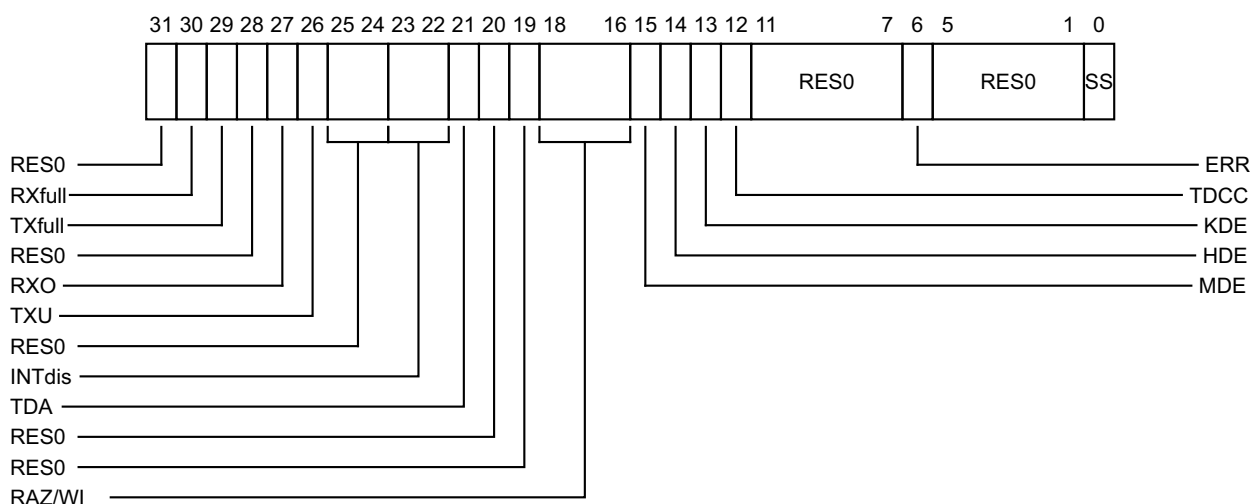 31 30 29 28 27 26 25 24 23 22 21 20 19 18 16 15 14 13 12 11 7 6 5 1 0
RES0 RES0 SS
RES0 ERR
RXfull TDCC
TXfull KDE
RES0 HDE
RXO MDE
TXU
RES0
INTdis
TDA
RES0
RES0
RAZ/WI